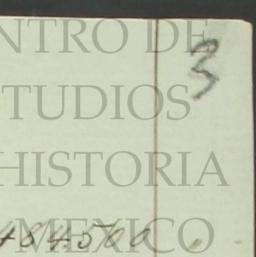 NTRO DE
3
TUDIOS
HISTORIA
484500
MEXICO